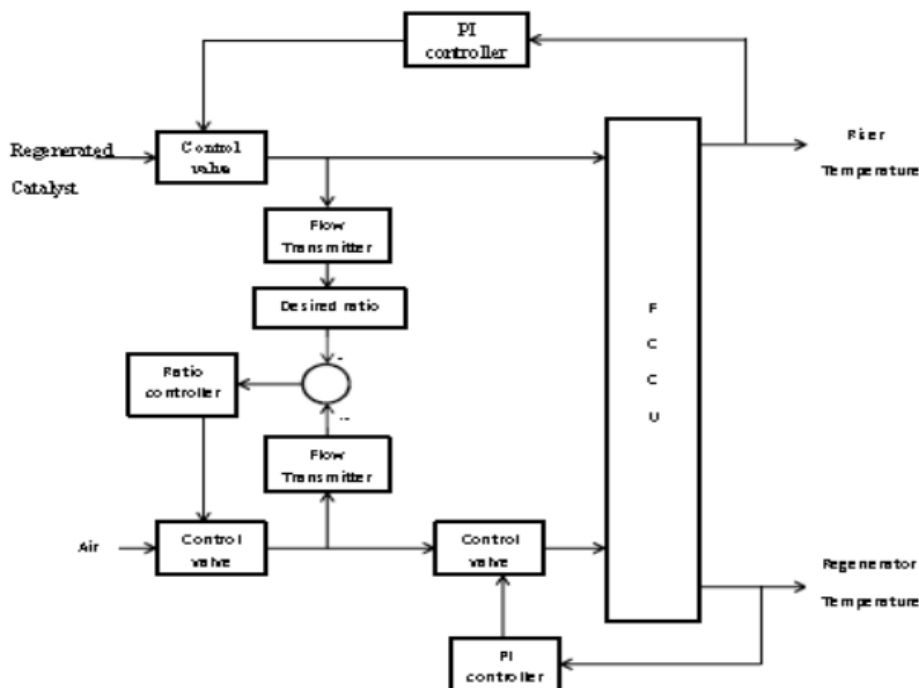 PI
controller
Regenerated
Catalyst
Control
valve
Riser
Temperature
Flow
Transmitter
Desired ratio
Ratio
controller
F
C
C
U
Flow
Transmitter
Air
Control
valve
Control
valve
Regenerator
Temperature
PI
controller